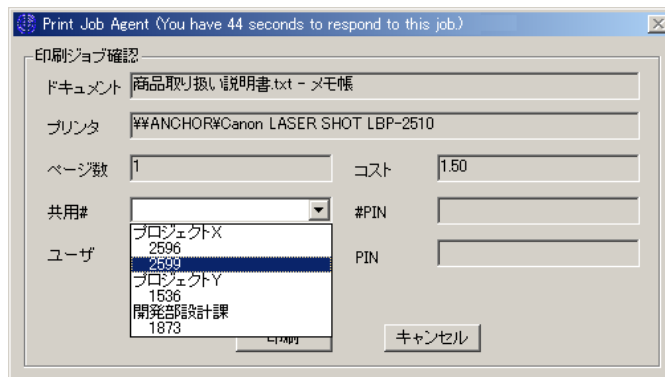 Print Job Agent (You have 44 seconds to respond to this job.)
印刷ジョブ確認
ドキュメント 商品取り扱い説明書.txt - メモ帳
プリンタ ¥¥ANCHOR¥Canon LASER SHOT LBP-2510
ページ数 1 コスト 1.50
共用# #PIN
プロジェクトX
2596
ユーザ 2599 PIN
プロジェクトY
1536
開発部設計課
1873
キャンセル